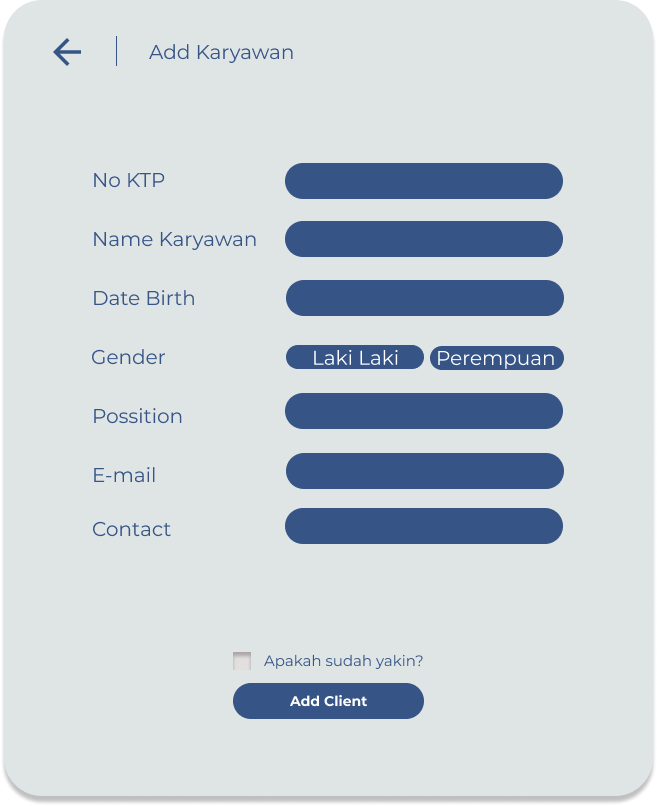 Add Karyawan
No KTP
Name Karyawan
Date Birth
Gender Laki Laki Perempuan
Possition
E-mail
Contact
Apakah sudah yakin?
Add Client